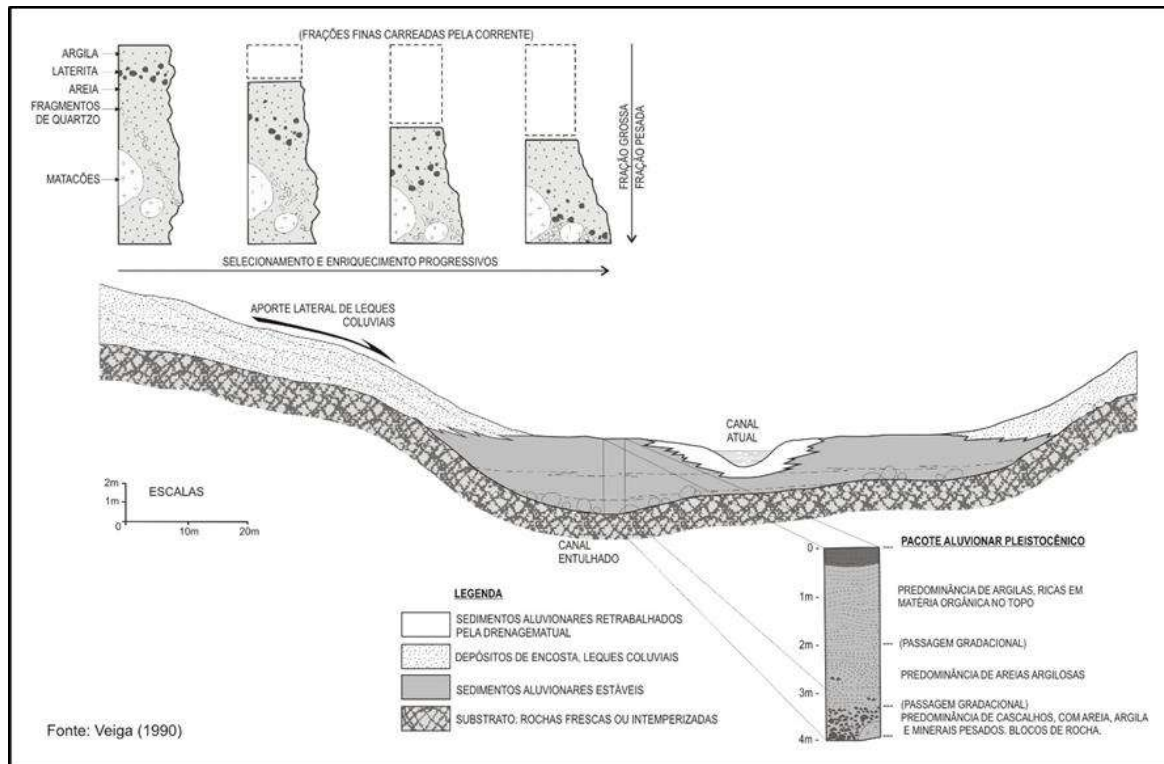 (FRAÇÕES FINAS CARREADAS PELA CORRENTE)
ARGILA
LATERITA
AREIA
FRAGMENTOS
DE QUARTZO
MATACÕES
FRAÇÃO GROSSA
FRAÇÃO PESADA
SELECIONAMENTO E ENRIQUECIMENTO PROGRESSIVOS
APORTE LATERAL DE LEQUES
COLUVIAIS
CANAL
ATUAL
2m
1m
0
ESCALAS
10m
20m
CANAL
ENTULHADO
LEGENDA
SEDIMENTOS ALUVIONARES RETRABALHADOS
PELA DRENAGEMATUAL
DEPÓSITOS DE ENCOSTA, LEQUES COLUVIAIS
SEDIMENTOS ALUVIONARES ESTÁVEIS
SUBSTRATO: ROCHAS FRESCAS OU INTEMPERIZADAS
PACOTE ALUVIONAR PLEISTOCÊNICO
0 -
1m -
2m -
3m -
4m -
PREDOMINÂNCIA DE ARGILAS, RICAS EM
MATÉRIA ORGÂNICA NO TOPO
(PASSAGEM GRADACIONAL)
PREDOMINÂNCIA DE AREIAS ARGILOSAS
(PASSAGEM GRADACIONAL)
PREDOMINÂNCIA DE CASCALHOS, COM AREIA, ARGILA
E MINERAIS PESADOS. BLOCOS DE ROCHA.
Fonte: Veiga (1990)